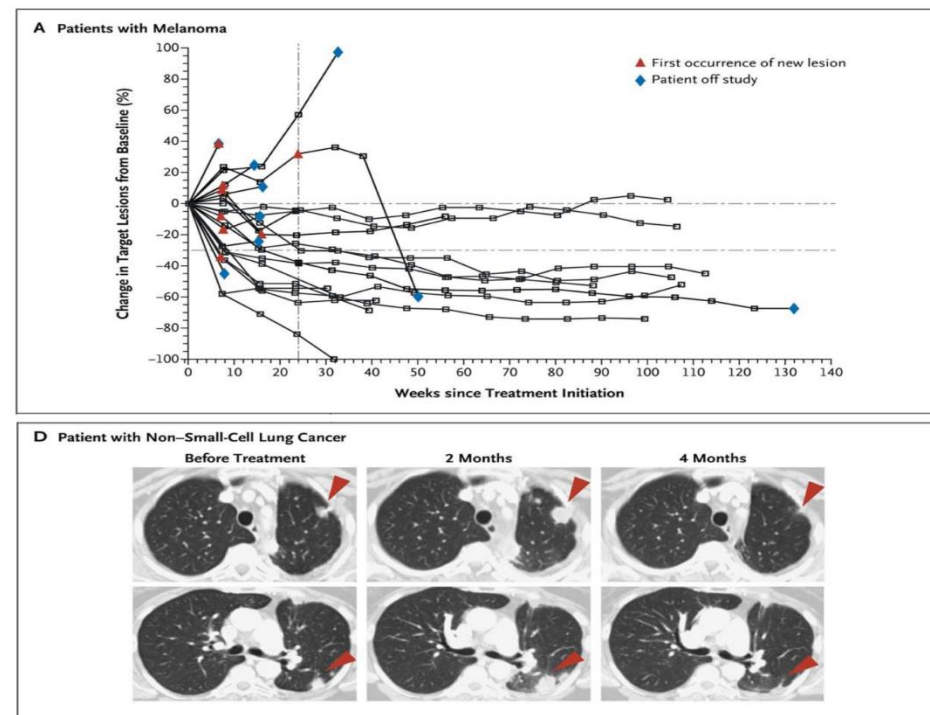 A Patients with Melanoma
Change in Target Lesions from Baseline (%)
100
80
60
40
20
0
−20
−40
−60
−80
−100
First occurrence of new lesion
Patient off study
0 10 20 30 40 50 60 70 80 90 100 110 120 130 140
Weeks since Treatment Initiation
D Patient with Non–Small-Cell Lung Cancer
Before Treatment 2 Months 4 Months